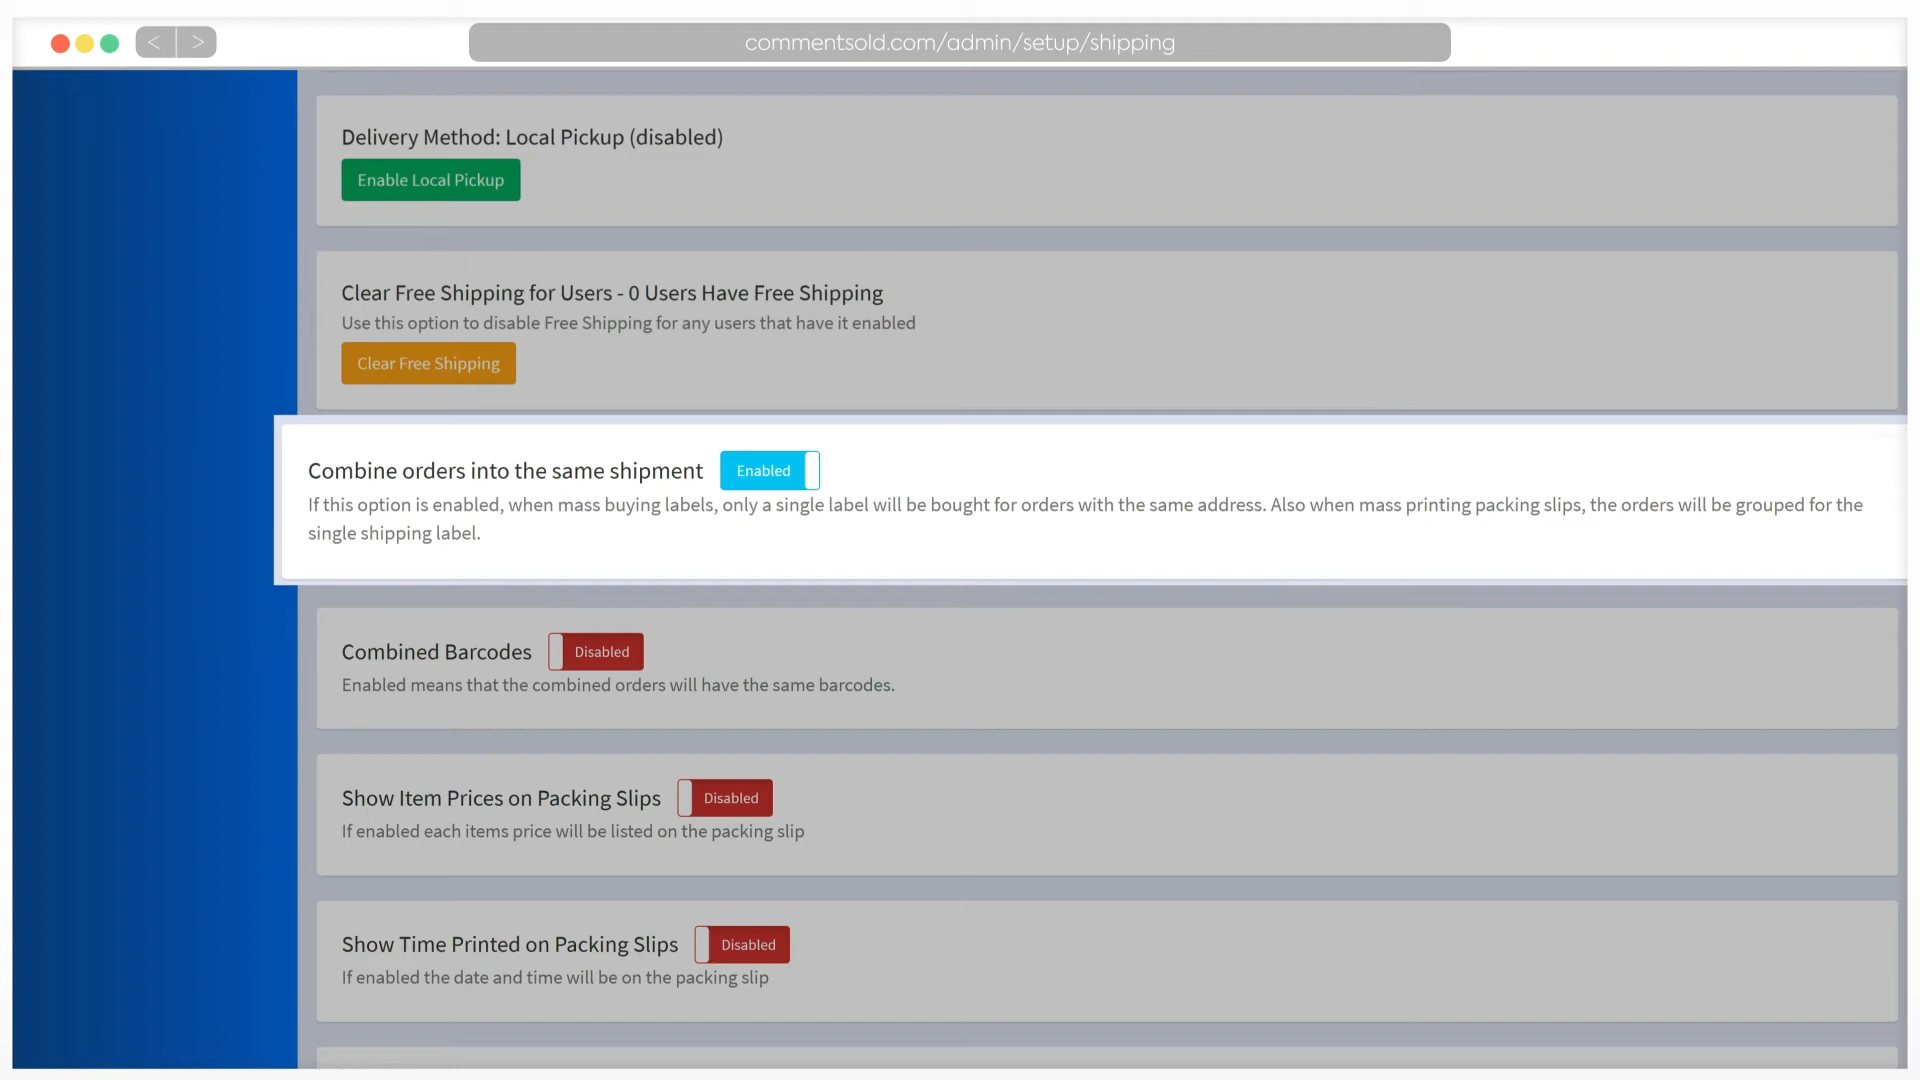 < >
commentsold.com/admin/setup/shipping
Delivery Method: Local Pickup (disabled)
Enable Local Pickup
Clear Free Shipping for Users - 0 Users Have Free Shipping
Use this option to disable Free Shipping for any users that have it enabled
Clear Free Shipping
Combine orders into the same shipment Enabled
If this option is enabled, when mass buying labels, only a single label will be bought for orders with the same address. Also when mass printing packing slips, the orders will be grouped for the
single shipping label.
Combined Barcodes Disabled
Enabled means that the combined orders will have the same barcodes.
Show Item Prices on Packing Slips Disabled
If enabled each items price will be listed on the packing slip
Show Time Printed on Packing Slips Disabled
If enabled the date and time will be on the packing slip